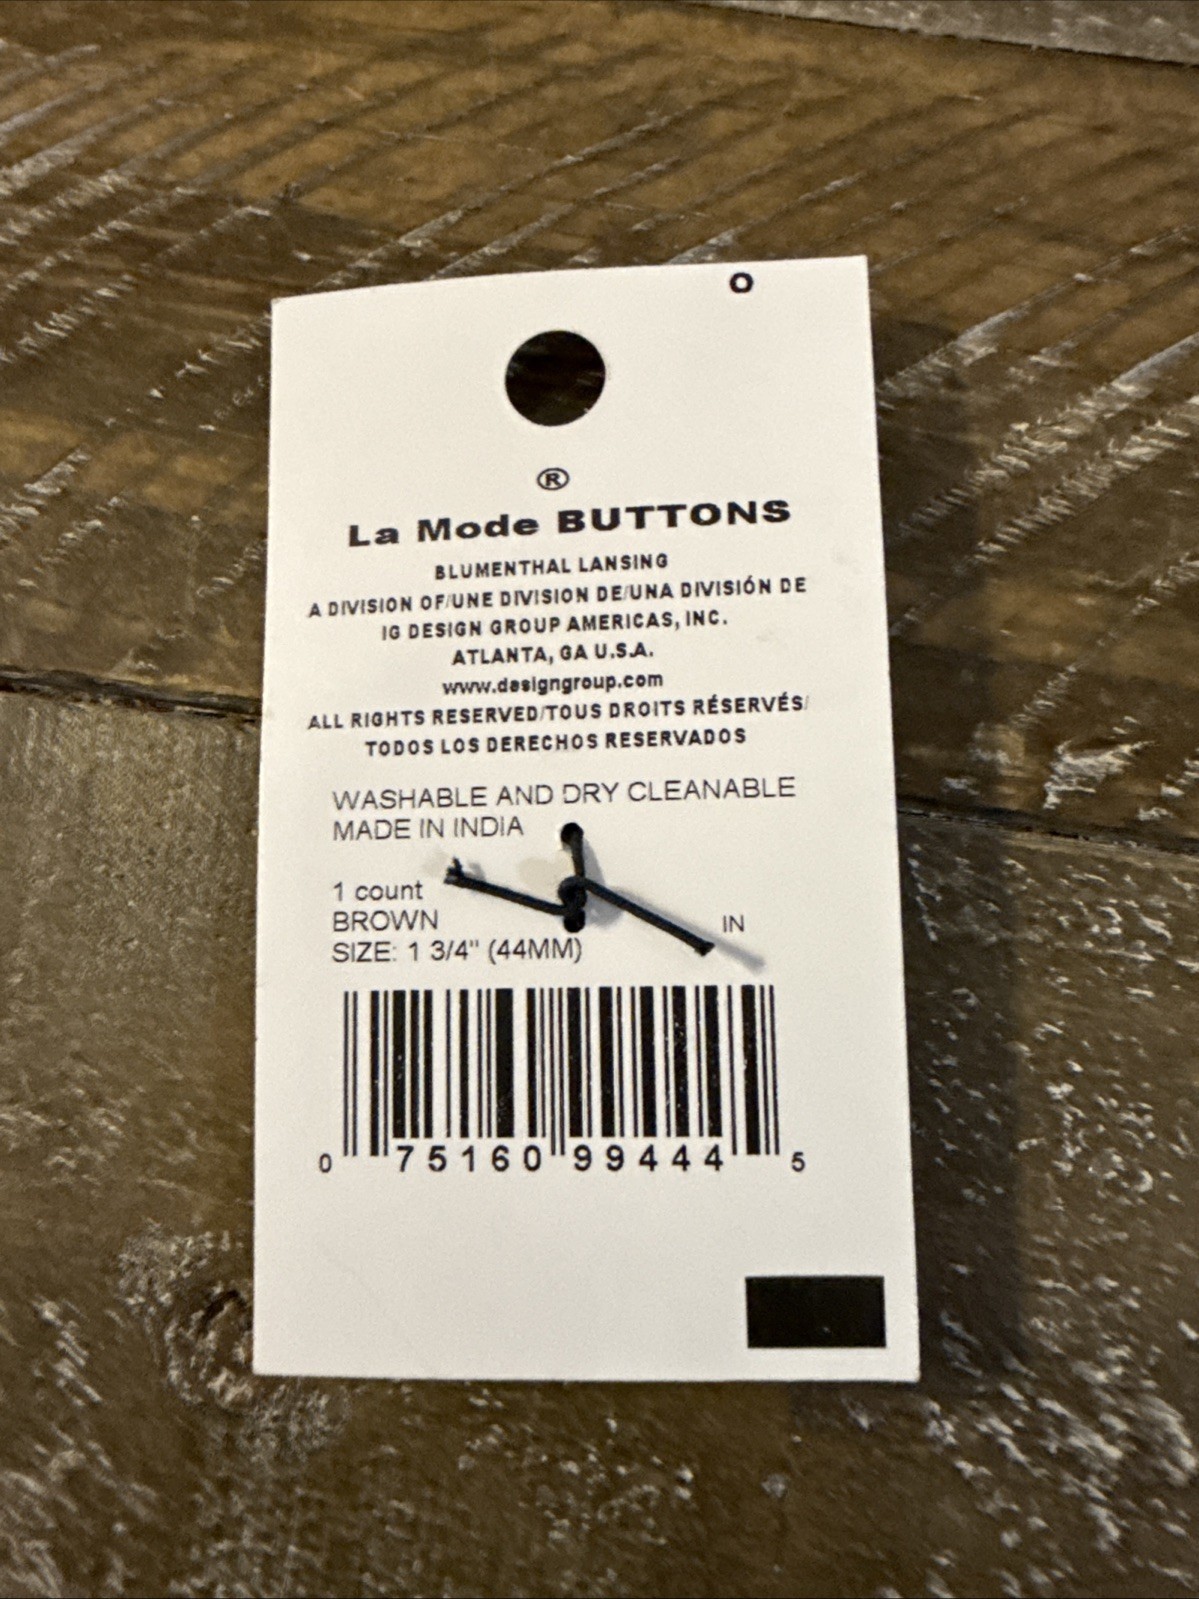 O
®
La Mode BUTTONS
BLUMENTHAL LANSING
A DIVISION OF/UNE DIVISION DE/UNA DIVISIÓN DE
IG DESIGN GROUP AMERICAS, INC.
ATLANTA, GA U.S.A.
www.designgroup.com
ALL RIGHTS RESERVED/TOUS DROITS RÉSERVÉS/
TODOS LOS DERECHOS RESERVADOS
WASHABLE AND DRY CLEANABLE
MADE IN INDIA
1 count
BROWN IN
SIZE: 1 3/4" (44MM)
0 75160 99444 5